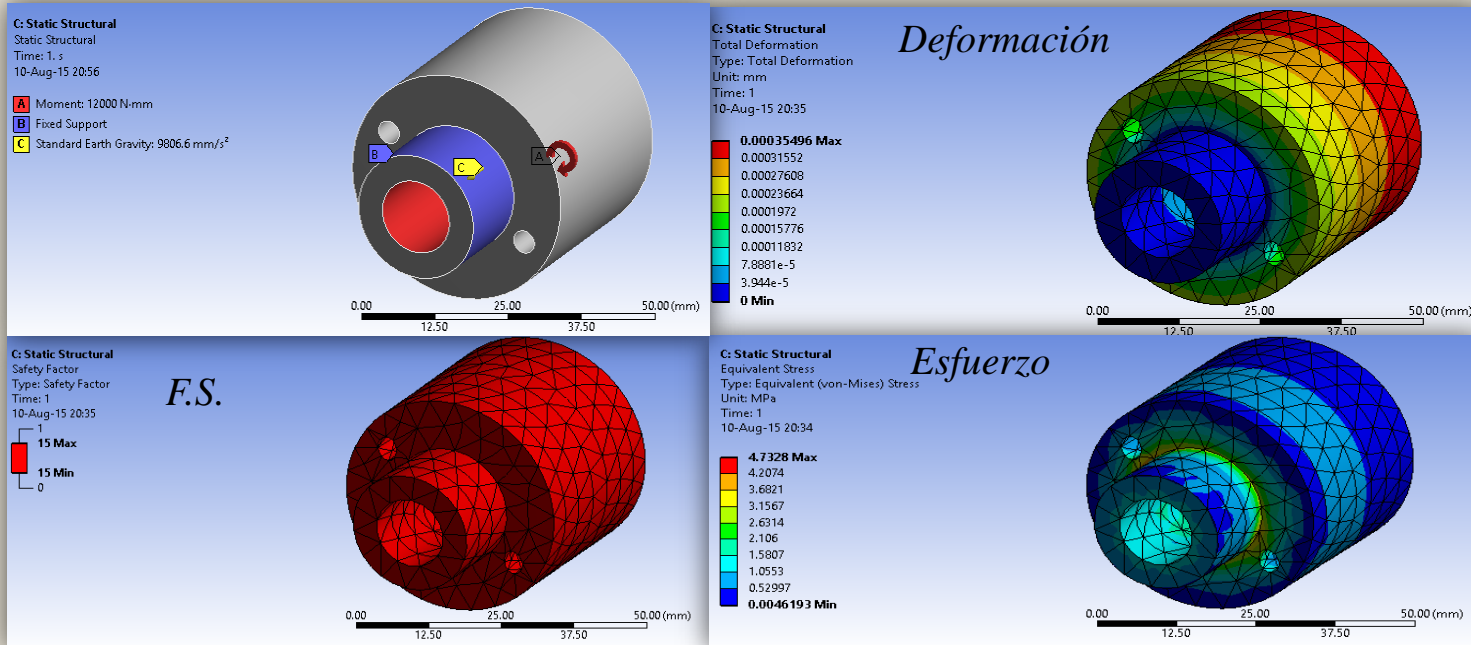 C: Static Structural
Static Structural
Time: 1. s
10-Aug-15 20:56
A Moment: 12000 N-mm
B Fixed Support
C Standard Earth Gravity: 9806.6 mm/s²
B
C
A
0.00 25.00 50.00 (mm)
12.50 37.50
Deformación
C: Static Structural
Total Deformation
Type: Total Deformation
Unit: mm
Time: 1
10-Aug-15 20:35
0.00035496 Max
0.00031552
0.00027608
0.00023664
0.0001972
0.00015776
0.00011832
7.8881e-5
3.944e-5
0 Min
0.00 25.00 50.00 (mm)
12.50 37.50
C: Static Structural
Safety Factor
Type: Safety Factor
Time: 1
10-Aug-15 20:35
F.S.
1
15 Max
15 Min
0
0.00 25.00 50.00 (mm)
12.50 37.50
Esfuerzo
C: Static Structural
Equivalent Stress
Type: Equivalent (von-Mises) Stress
Unit: MPa
Time: 1
10-Aug-15 20:34
4.7328 Max
4.2074
3.6821
3.1567
2.6314
2.106
1.5807
1.0553
0.52997
0.0046193 Min
0.00 25.00 50.00 (mm)
12.50 37.50